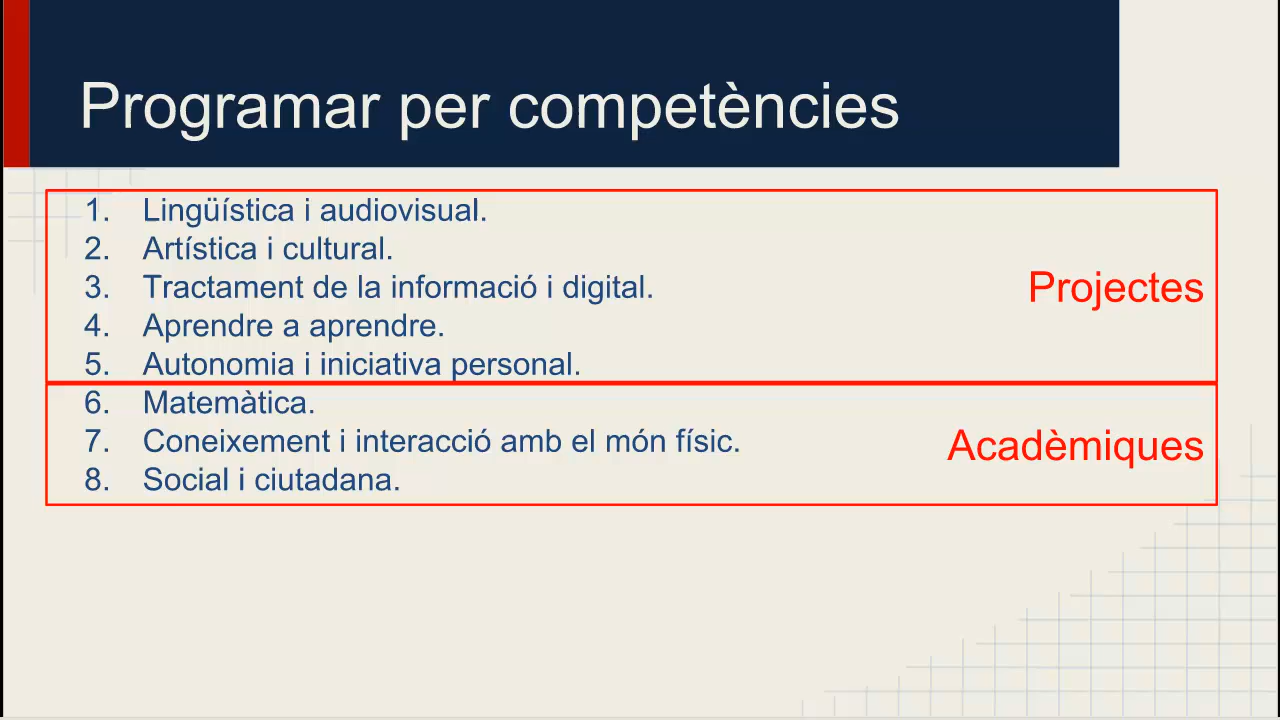 Programar per competències
1. Lingüística i audiovisual.
2. Artística i cultural.
3. Tractament de la informació i digital.
Projectes
4. Aprendre a aprendre.
5. Autonomia i iniciativa personal.
6. Matemàtica.
7. Coneixement i interacció amb el món físic.
Acadèmiques
8. Social i ciutadana.